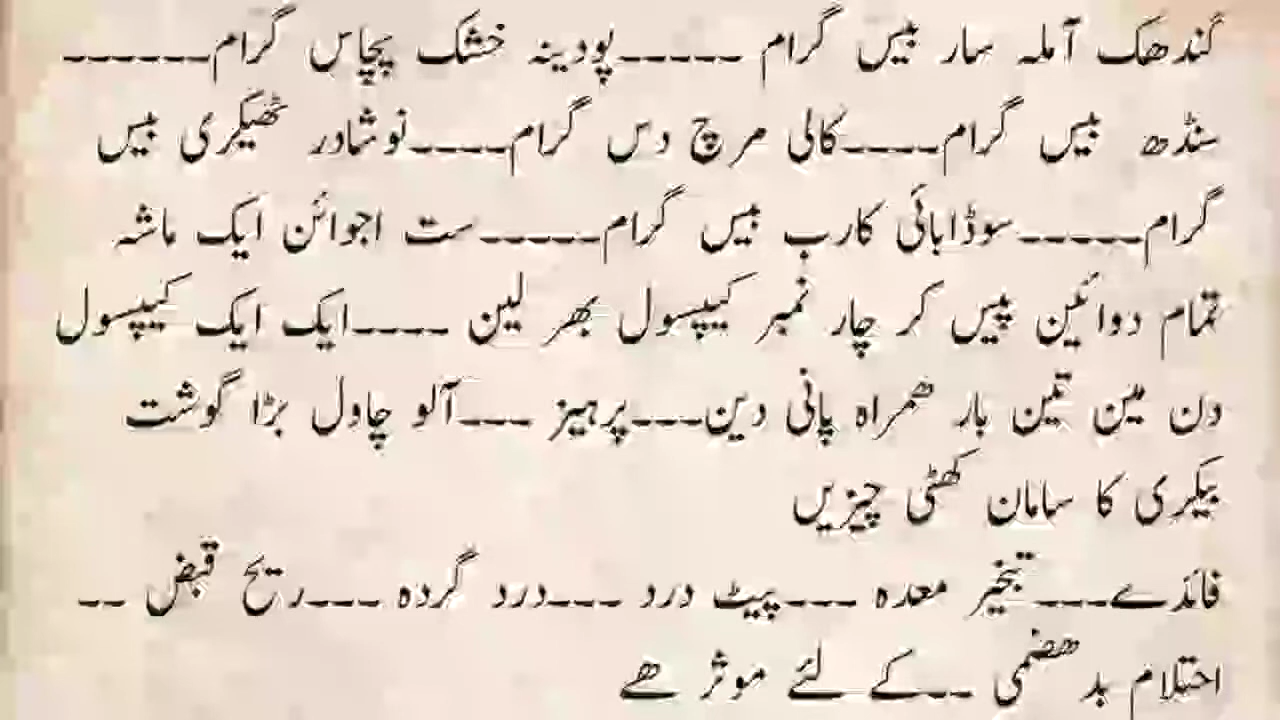 گندھک آملہ سار بیس گرام -----پودینہ خشک پچاس گرام------
سنڈھ بیس گرام----کالی مرچ دس گرام----نوشادر ٹھیکری بیس
گرام-----سوڈابائی کارب بیس گرام-----ست اجوائن ایک ماشہ
تمام دوائین پیس کر چار نمبر کیپسول بھر لین ----ایک ایک کیپسول
دن مین تین بار ھمراہ پانی دین---پرھیز ---آلو چاول بڑا گوشت
بیکری کا سامان کھٹی چیزیں
فائدے---تبخیر معدہ ---پیٹ درد ---درد گردہ ---ریح قبض --
احتلام بد ھضمی --کے لئے موثر ھے